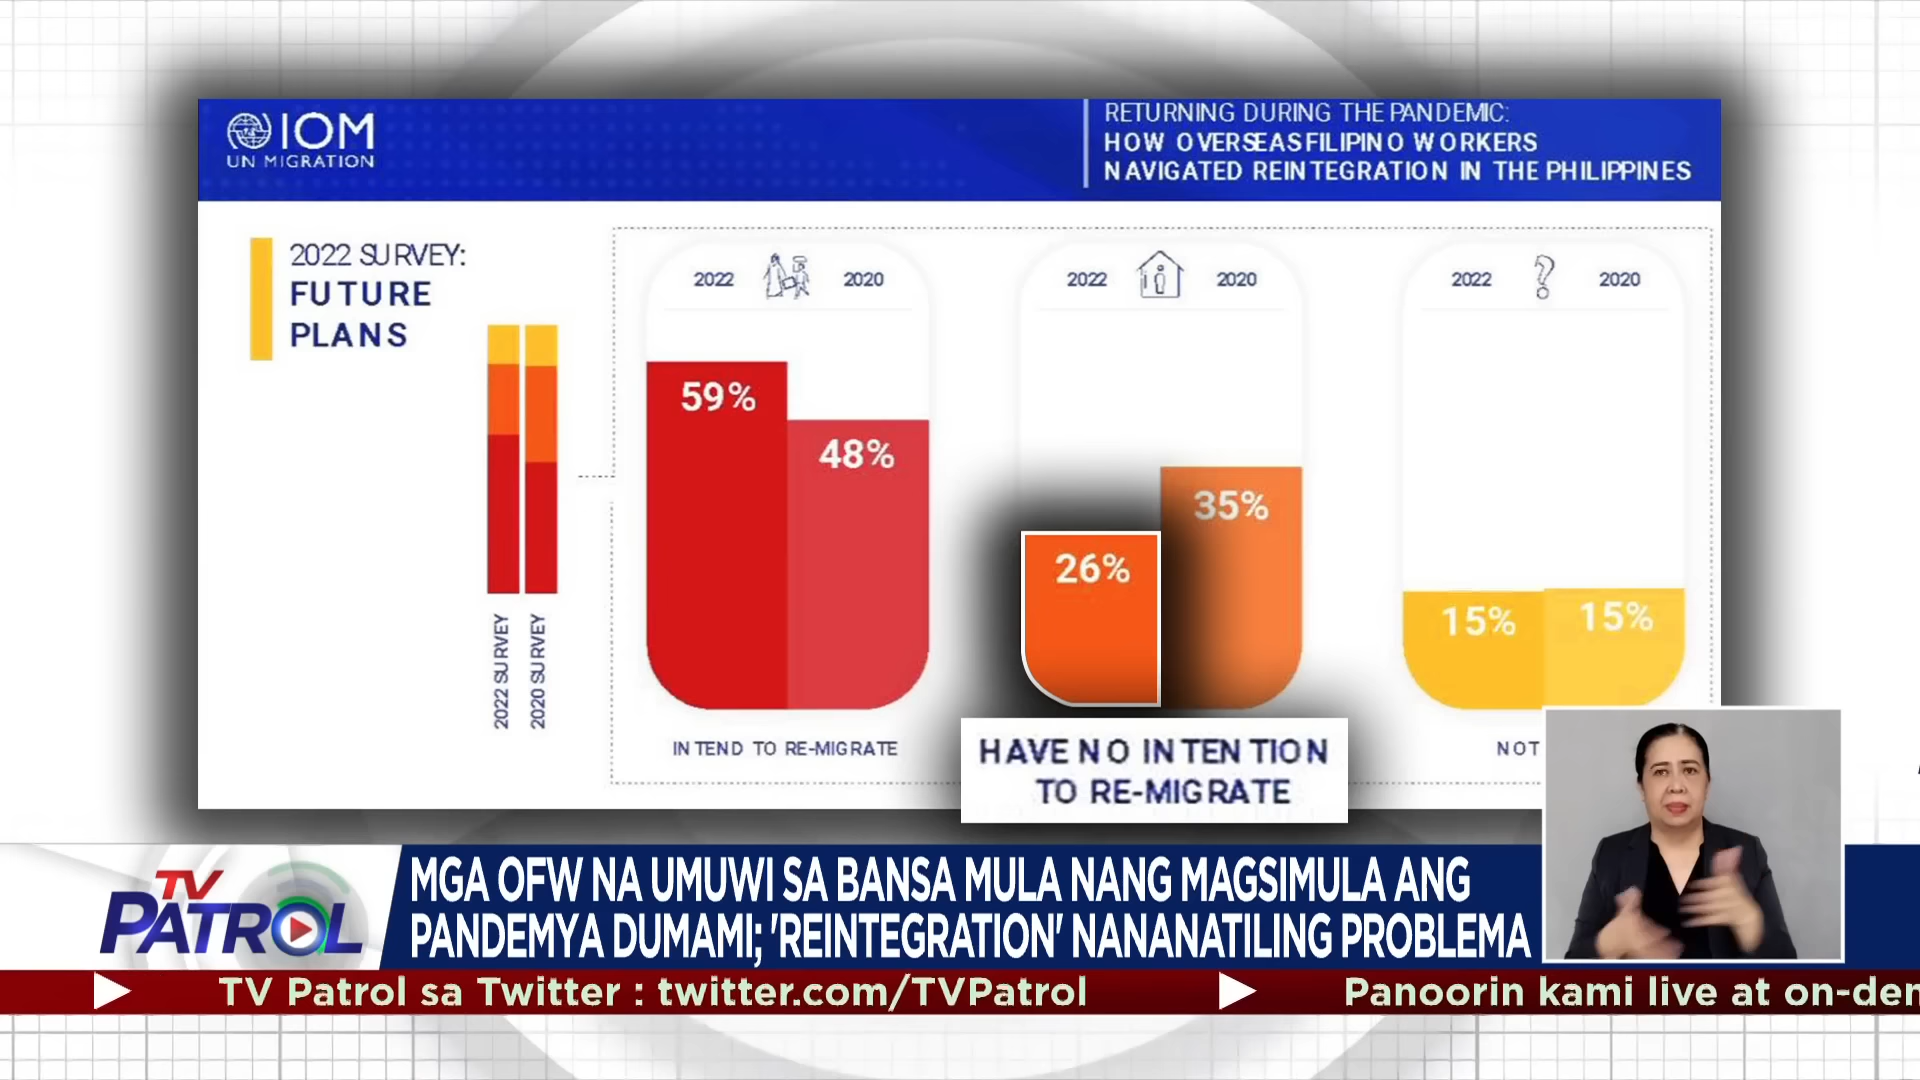 IOM
UN MIGRATION
RETURNING DURING THE PANDEMIC:
HOW OVERSEAS FILIPINO WORKERS
NAVIGATED REINTEGRATION IN THE PHILIPPINES
2022 SURVEY:
FUTURE
PLANS
2022 SURVEY
2020 SURVEY
2022 2020
59%
48%
INTEND TO RE-MIGRATE
2022 2020
26%
35%
HAVE NO INTENTION
TO RE-MIGRATE
2022 ? 2020
15%
15%
NOT
TV
PATROL
MGA OFW NA UMUWI SA BANSA MULA NANG MAGSIMULA ANG
PANDEMYA DUMAMI; 'REINTEGRATION' NANANATILING PROBLEMA
TV Patrol sa Twitter : twitter.com/TVPatrol Panoorin kami live at on-den